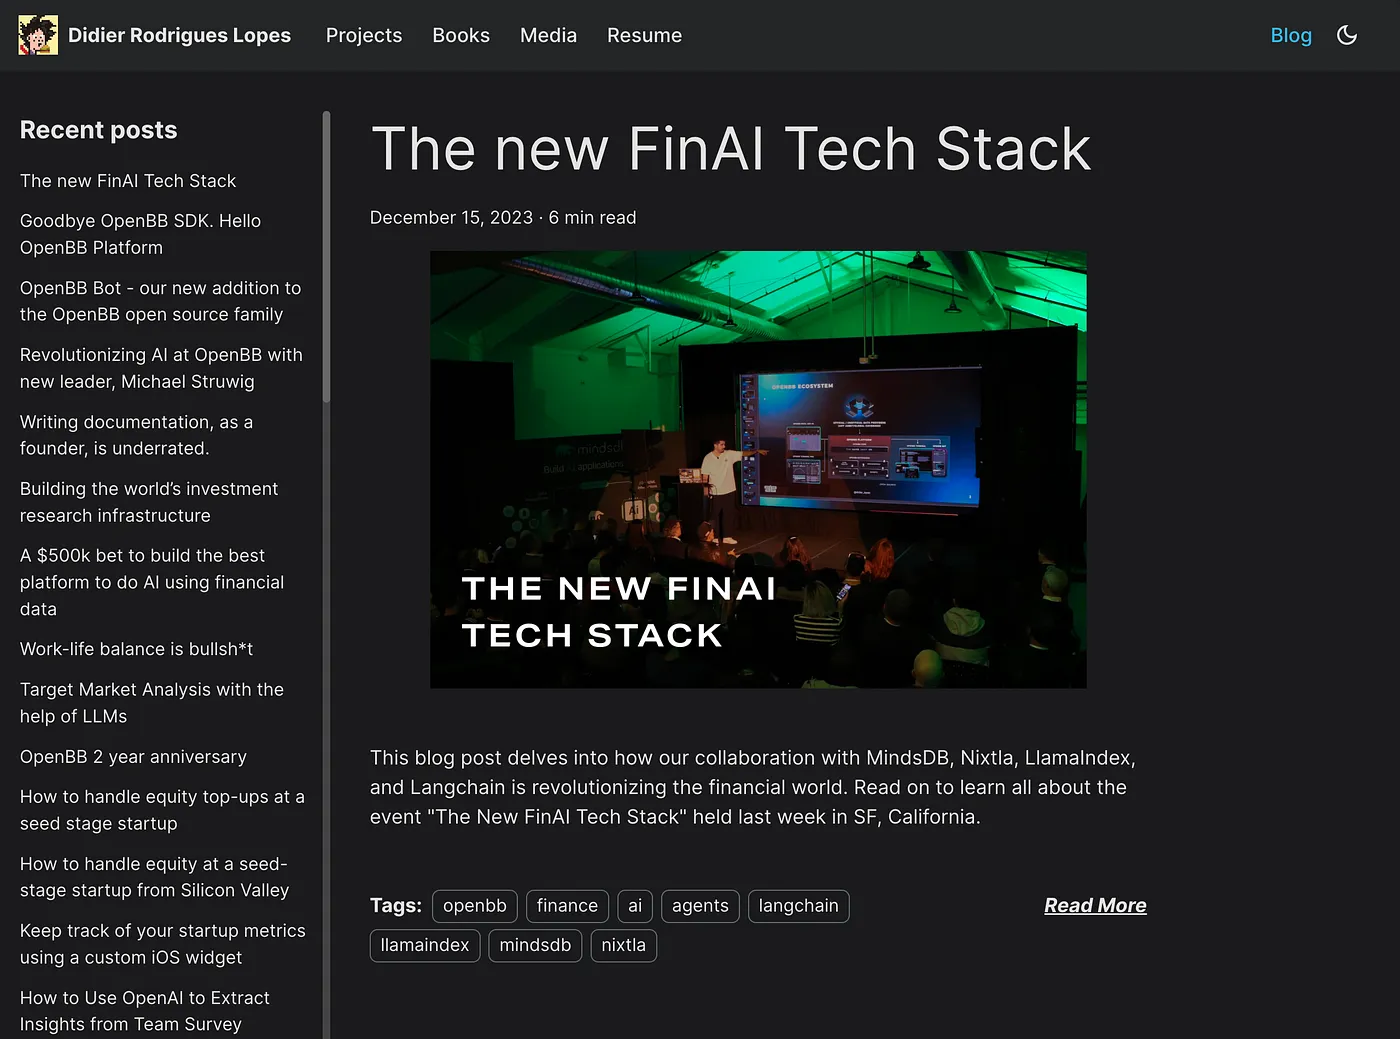 Didier Rodrigues Lopes Projects Books Media Resume Blog
Recent posts
The new FinAI Tech Stack
Goodbye OpenBB SDK. Hello
OpenBB Platform
OpenBB Bot - our new addition to
the OpenBB open source family
Revolutionizing AI at OpenBB with
new leader, Michael Struwig
Writing documentation, as a
founder, is underrated.
Building the world’s investment
research infrastructure
A $500k bet to build the best
platform to do AI using financial
data
Work-life balance is bullsh*t
Target Market Analysis with the
help of LLMs
OpenBB 2 year anniversary
How to handle equity top-ups at a
seed stage startup
How to handle equity at a seed-
stage startup from Silicon Valley
Keep track of your startup metrics
using a custom iOS widget
How to Use OpenAI to Extract
Insights from Team Survey
The new FinAI Tech Stack
December 15, 2023 · 6 min read
OPENBB ECOSYSTEM
mindsdb
THE NEW FINAI
TECH STACK
This blog post delves into how our collaboration with MindsDB, Nixtla, LlamaIndex,
and Langchain is revolutionizing the financial world. Read on to learn all about the
event "The New FinAI Tech Stack" held last week in SF, California.
Tags: openbb finance ai agents langchain
llamaindex mindsdb nixtla
Read More